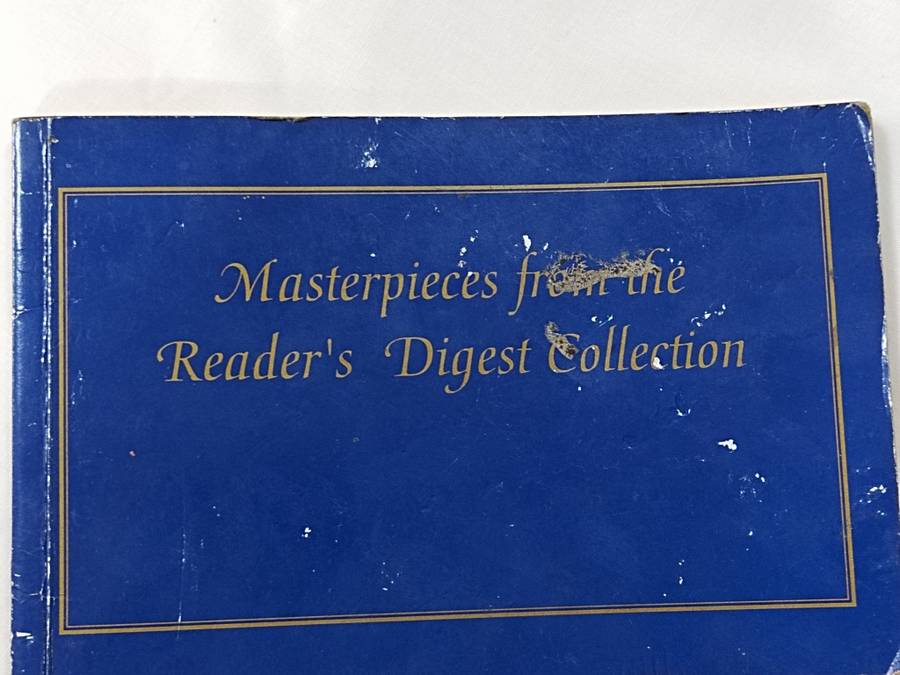 Masterpieces from the
Reader's Digest Collection